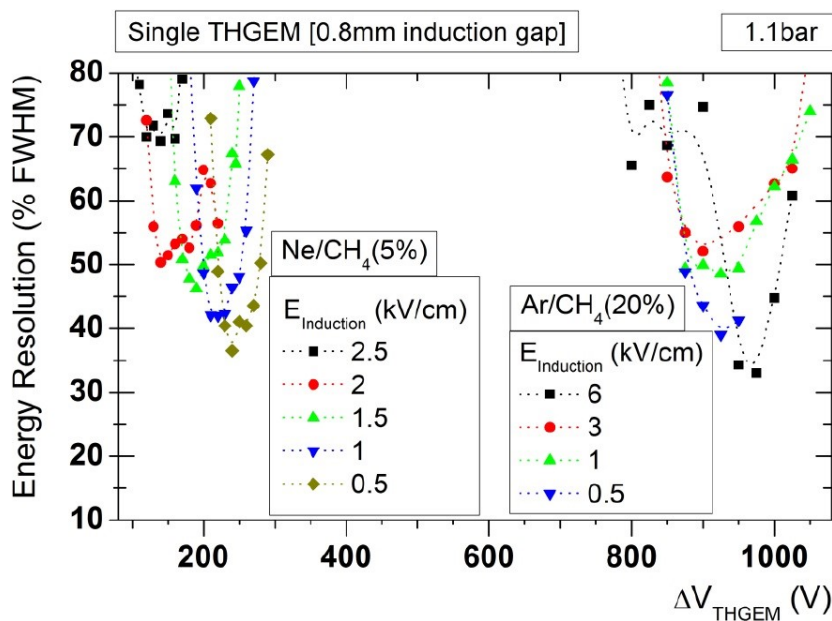 Single THGEM [0.8mm induction gap]
1.1bar
Energy Resolution (% FWHM)
80
70
60
50
40
30
20
10
Ne/CH4(5%)
EInduction (kV/cm)
2.5
2
1.5
1
0.5
Ar/CH4(20%)
EInduction (kV/cm)
6
3
1
0.5
200 400 600 800 1000
ΔVTHGEM (V)